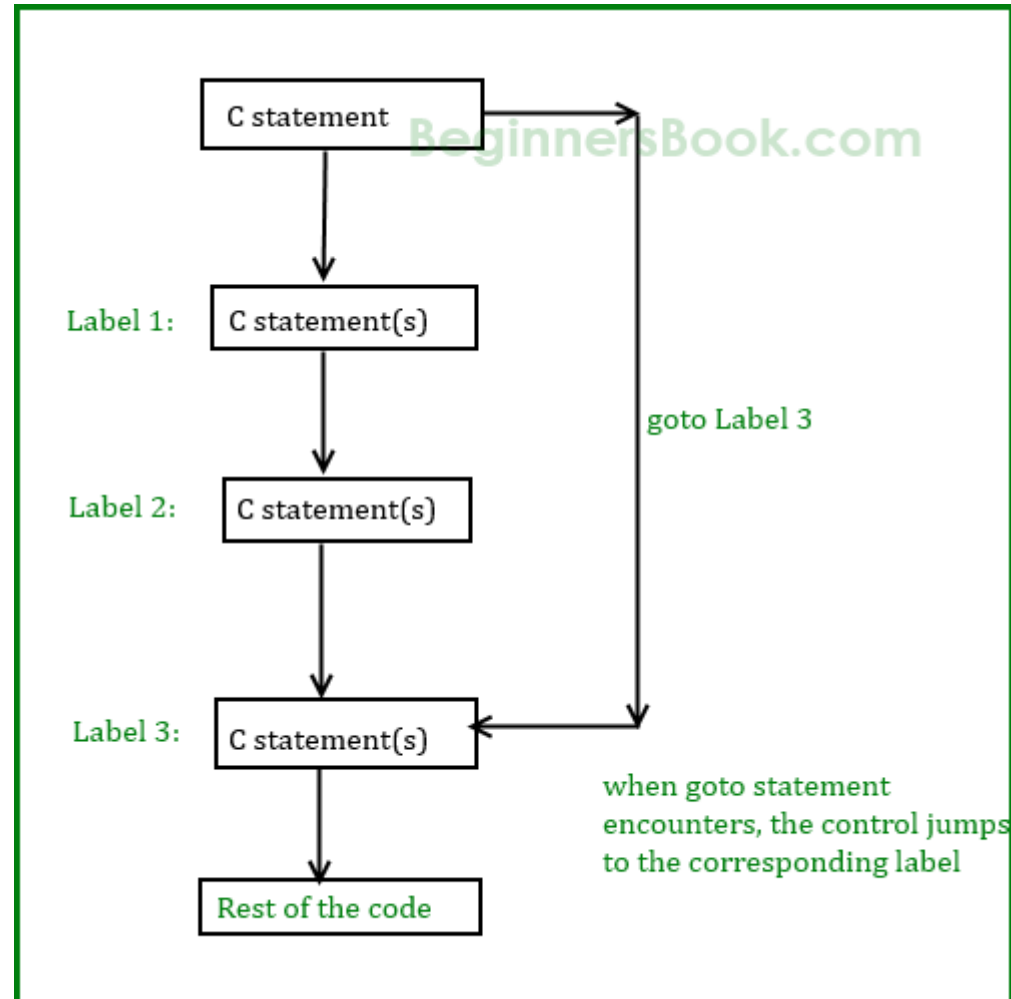 C statement
BeginnersBook.com
Label 1:
C statement(s)
goto Label 3
Label 2:
C statement(s)
Label 3:
C statement(s)
when goto statement
encounters, the control jumps
to the corresponding label
Rest of the code